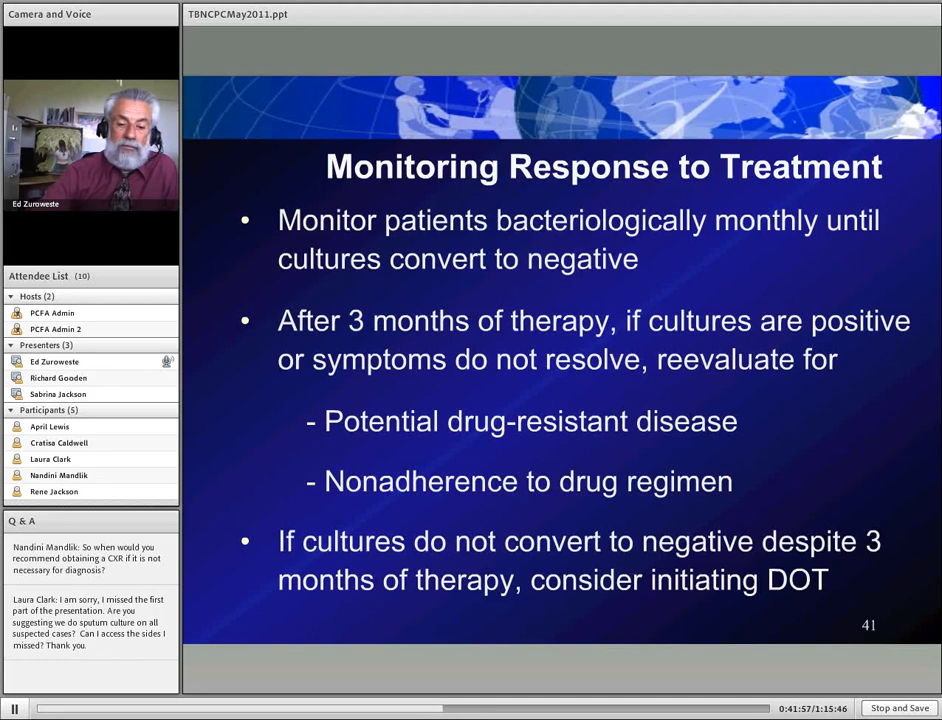 Camera and Voice
Ed Zuroweste
Attendee List (10)
Hosts (2)
PCFA Admin
PCFA Admin 2
Presenters (3)
Ed Zuroweste
Richard Gooden
Sabrina Jackson
Participants (5)
April Lewis
Cratisa Caldwell
Laura Clark
Nandini Mandlik
Rene Jackson
Q & A
Nandini Mandlik: So when would you
recommend obtaining a CXR if it is not
necessary for diagnosis?
Laura Clark: I am sorry, I missed the first
part of the presentation. Are you
suggesting we do sputum culture on all
suspected cases? Can I access the sides I
missed? Thank you.
TBNCPCMay2011.ppt
Monitoring Response to Treatment
• Monitor patients bacteriologically monthly until
cultures convert to negative
• After 3 months of therapy, if cultures are positive
or symptoms do not resolve, reevaluate for
- Potential drug-resistant disease
- Nonadherence to drug regimen
• If cultures do not convert to negative despite 3
months of therapy, consider initiating DOT
41
0:41:57/1:15:46
Stop and Save